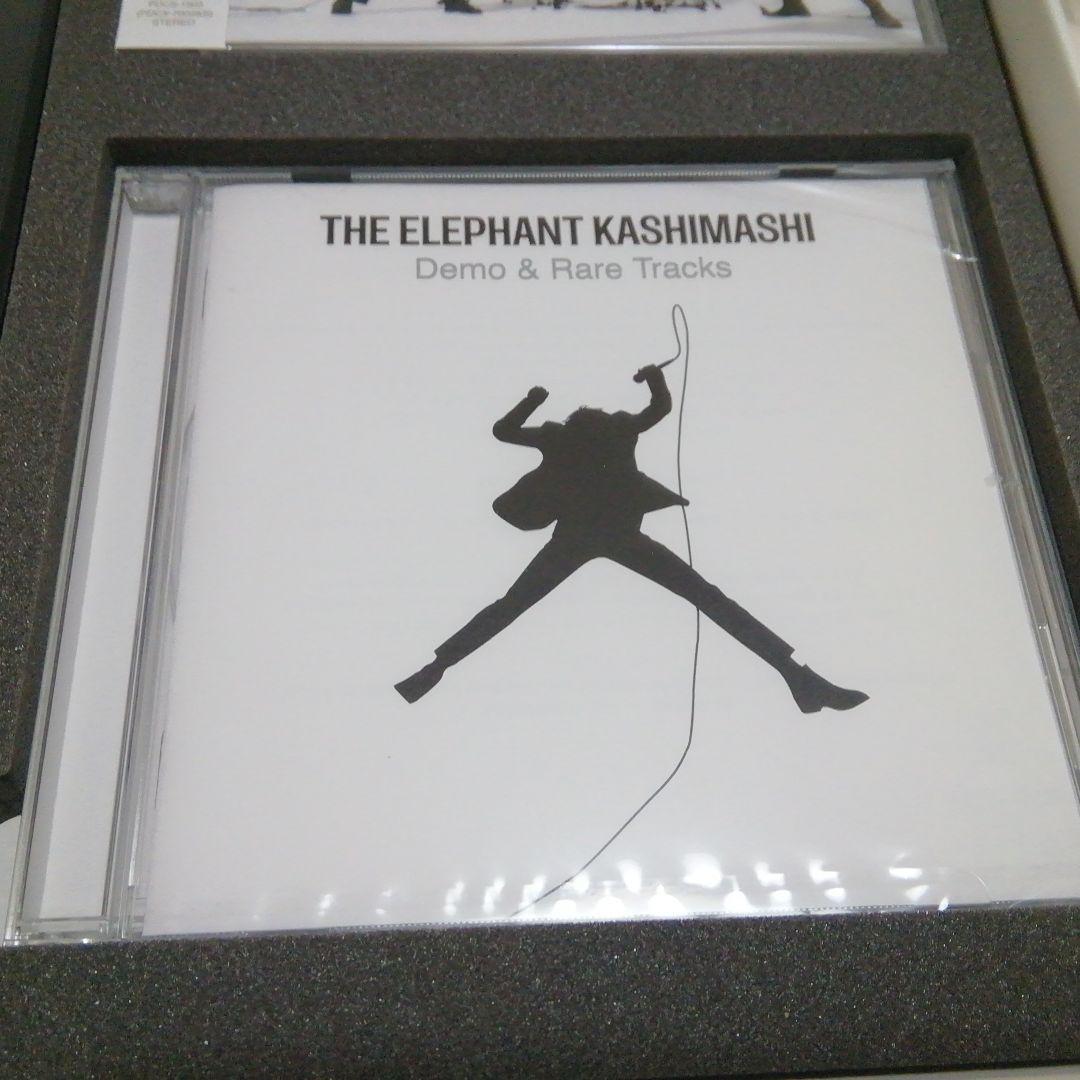 STEREO
THE ELEPHANT KASHIMASHI
Demo & Rare Tracks